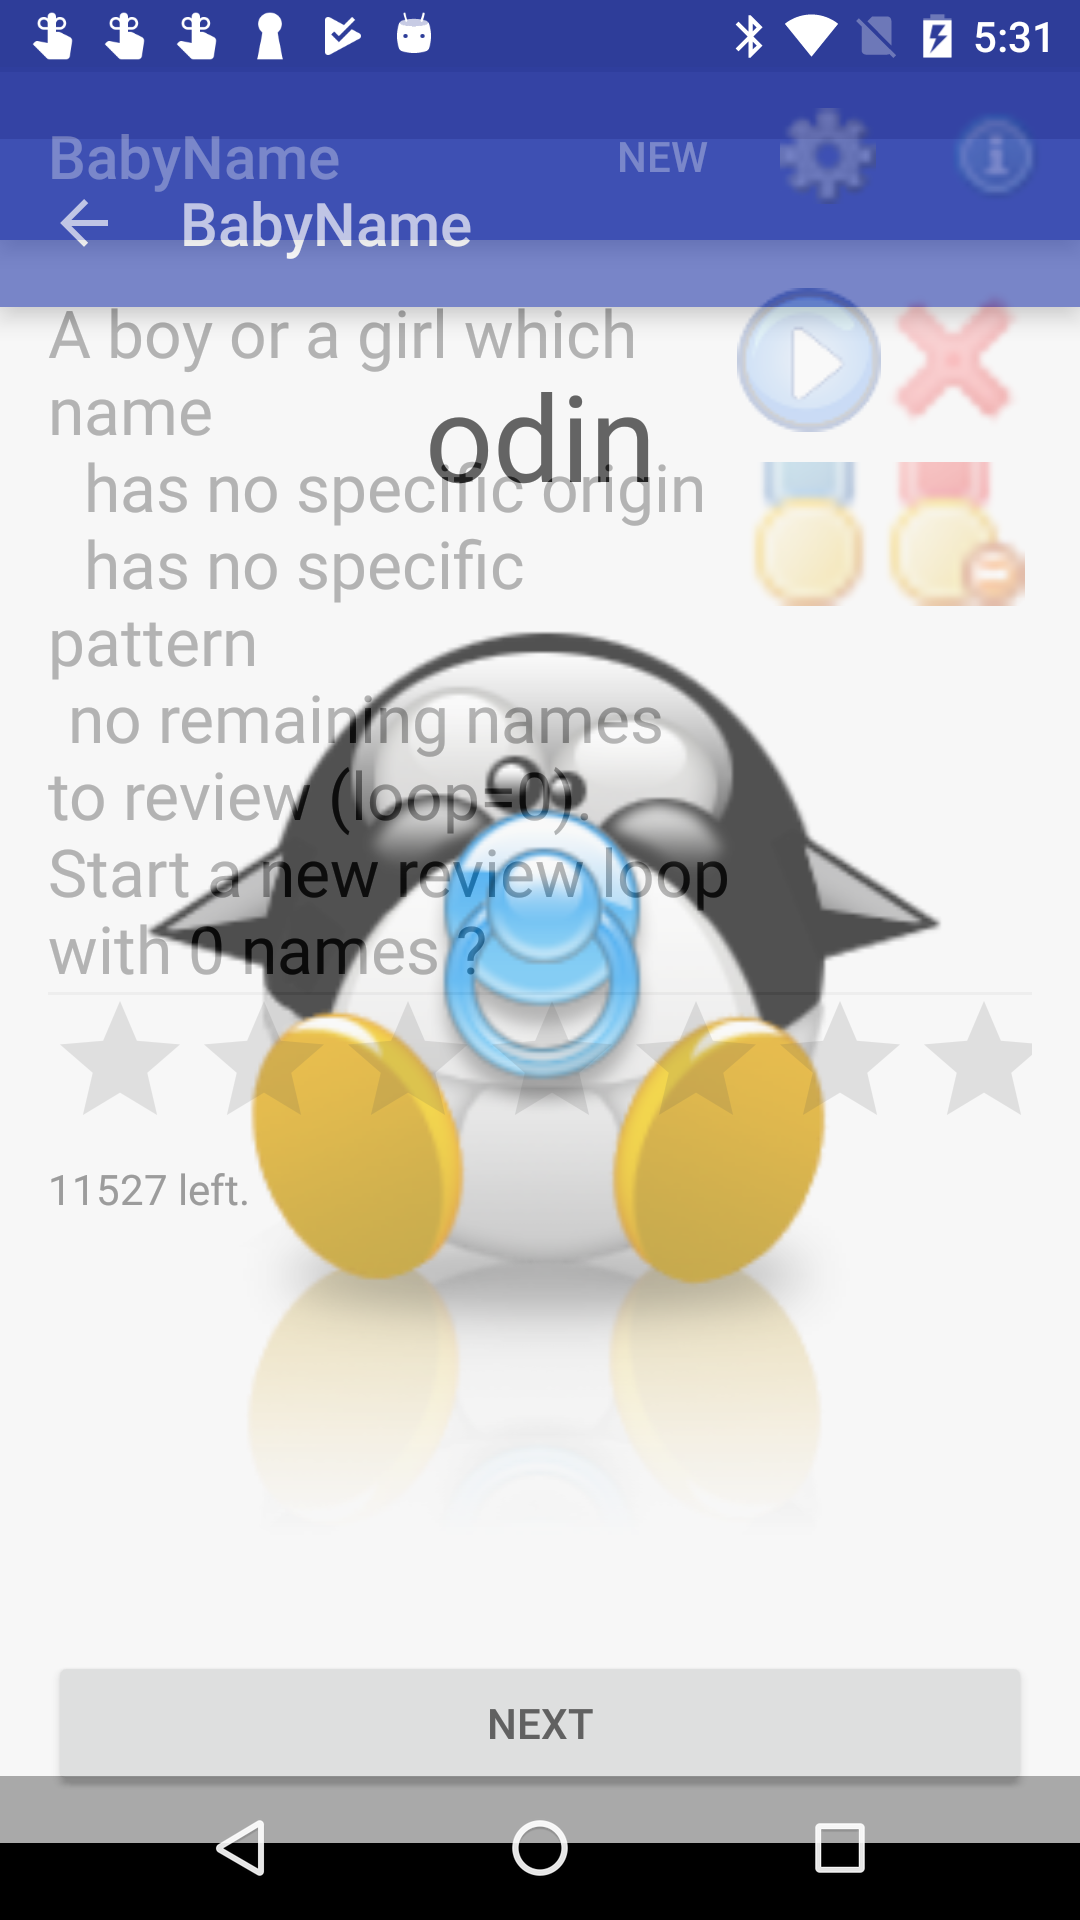 5:31
BabyName
NEW
BabyName
A boy or a girl which
name
odin
has no specific origin
has no specific
pattern
no remaining names
to review (loop=0).
Start a new review loop
with 0 names ?
11527 left.
NEXT